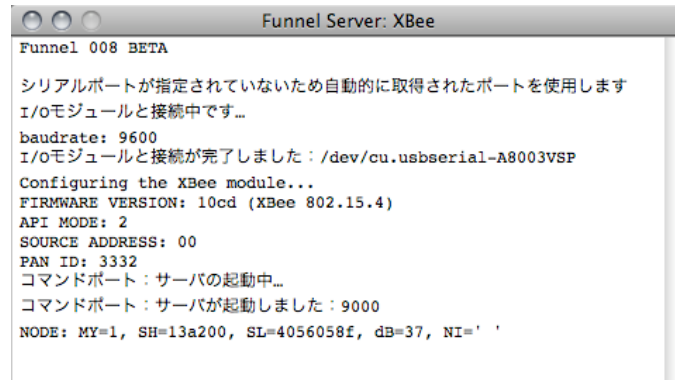 Funnel Server: XBee
Funnel 008 BETA
シリアルポートが指定されていないため自動的に取得されたポートを使用します
I/Oモジュールと接続中です…
baudrate: 9600
I/Oモジュールと接続が完了しました：/dev/cu.usbserial-A8003VSP
Configuring the XBee module...
FIRMWARE VERSION: 10cd (XBee 802.15.4)
API MODE: 2
SOURCE ADDRESS: 00
PAN ID: 3332
コマンドポート：サーバの起動中…
コマンドポート：サーバが起動しました：9000
NODE: MY=1, SH=13a200, SL=4056058f, dB=37, NI=' '